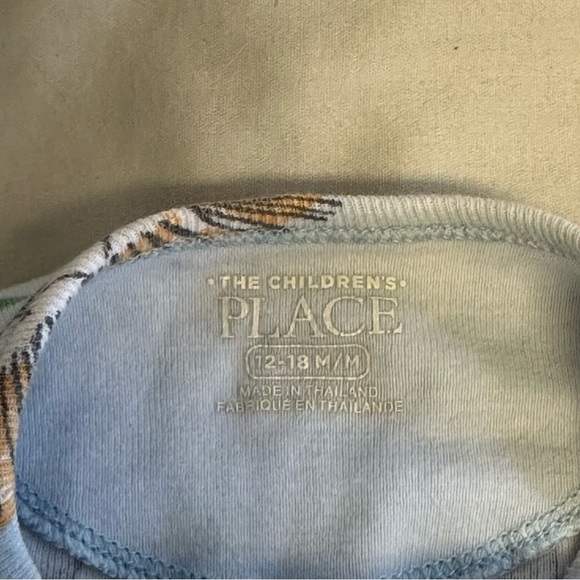 • THE CHILDREN'S •
PLACE
12-18 M/M
MADE IN THAILAND
FABRIQUÉ EN THAÏLANDE